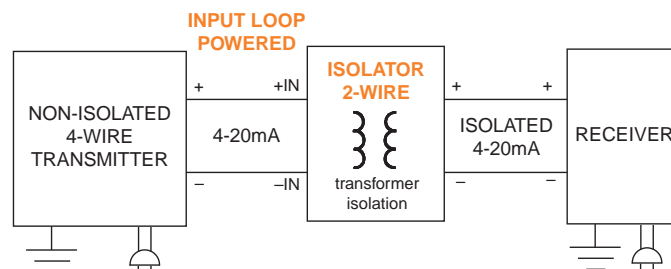 INPUT LOOP
POWERED
NON-ISOLATED
4-WIRE
TRANSMITTER
+ +IN
4-20mA
– –IN
ISOLATOR
2-WIRE
transformer
isolation
+ +
ISOLATED
4-20mA
– –
RECEIVER